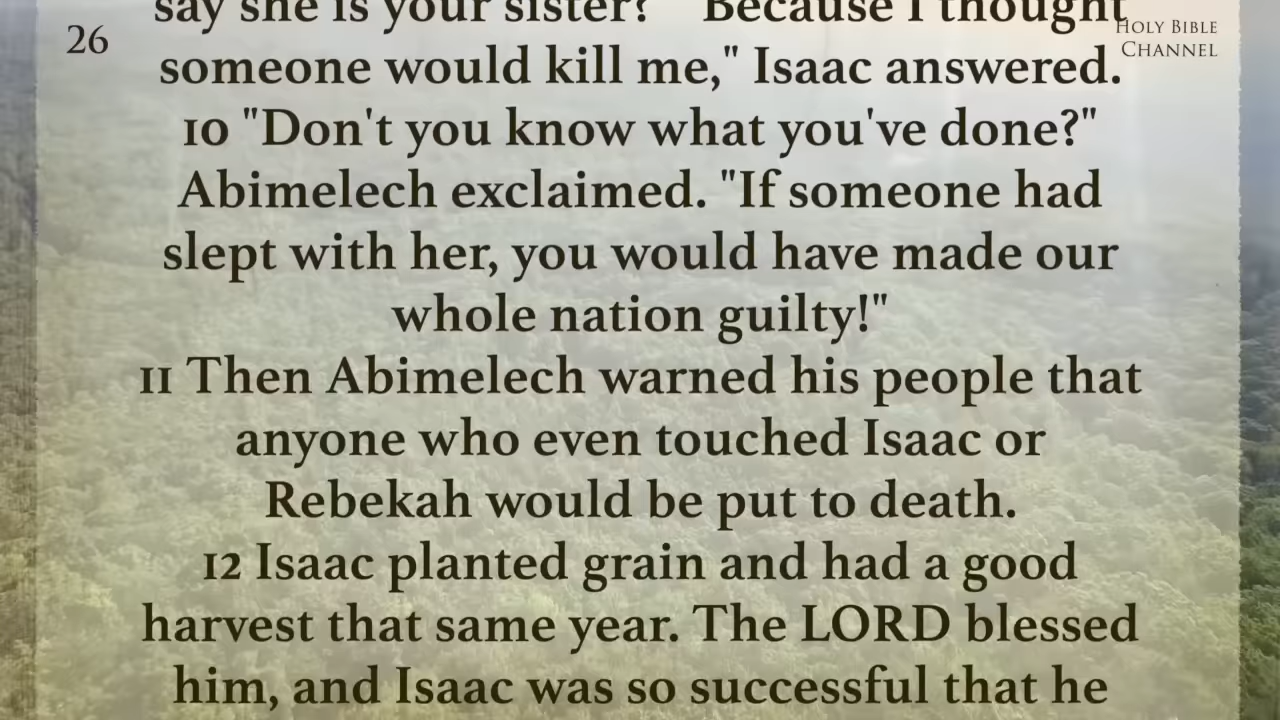 say she is your sister?" "Because I thought
HOLY BIBLE
CHANNEL
26
someone would kill me," Isaac answered.
10 "Don't you know what you've done?"
Abimelech exclaimed. "If someone had
slept with her, you would have made our
whole nation guilty!"
11 Then Abimelech warned his people that
anyone who even touched Isaac or
Rebekah would be put to death.
12 Isaac planted grain and had a good
harvest that same year. The LORD blessed
him, and Isaac was so successful that he